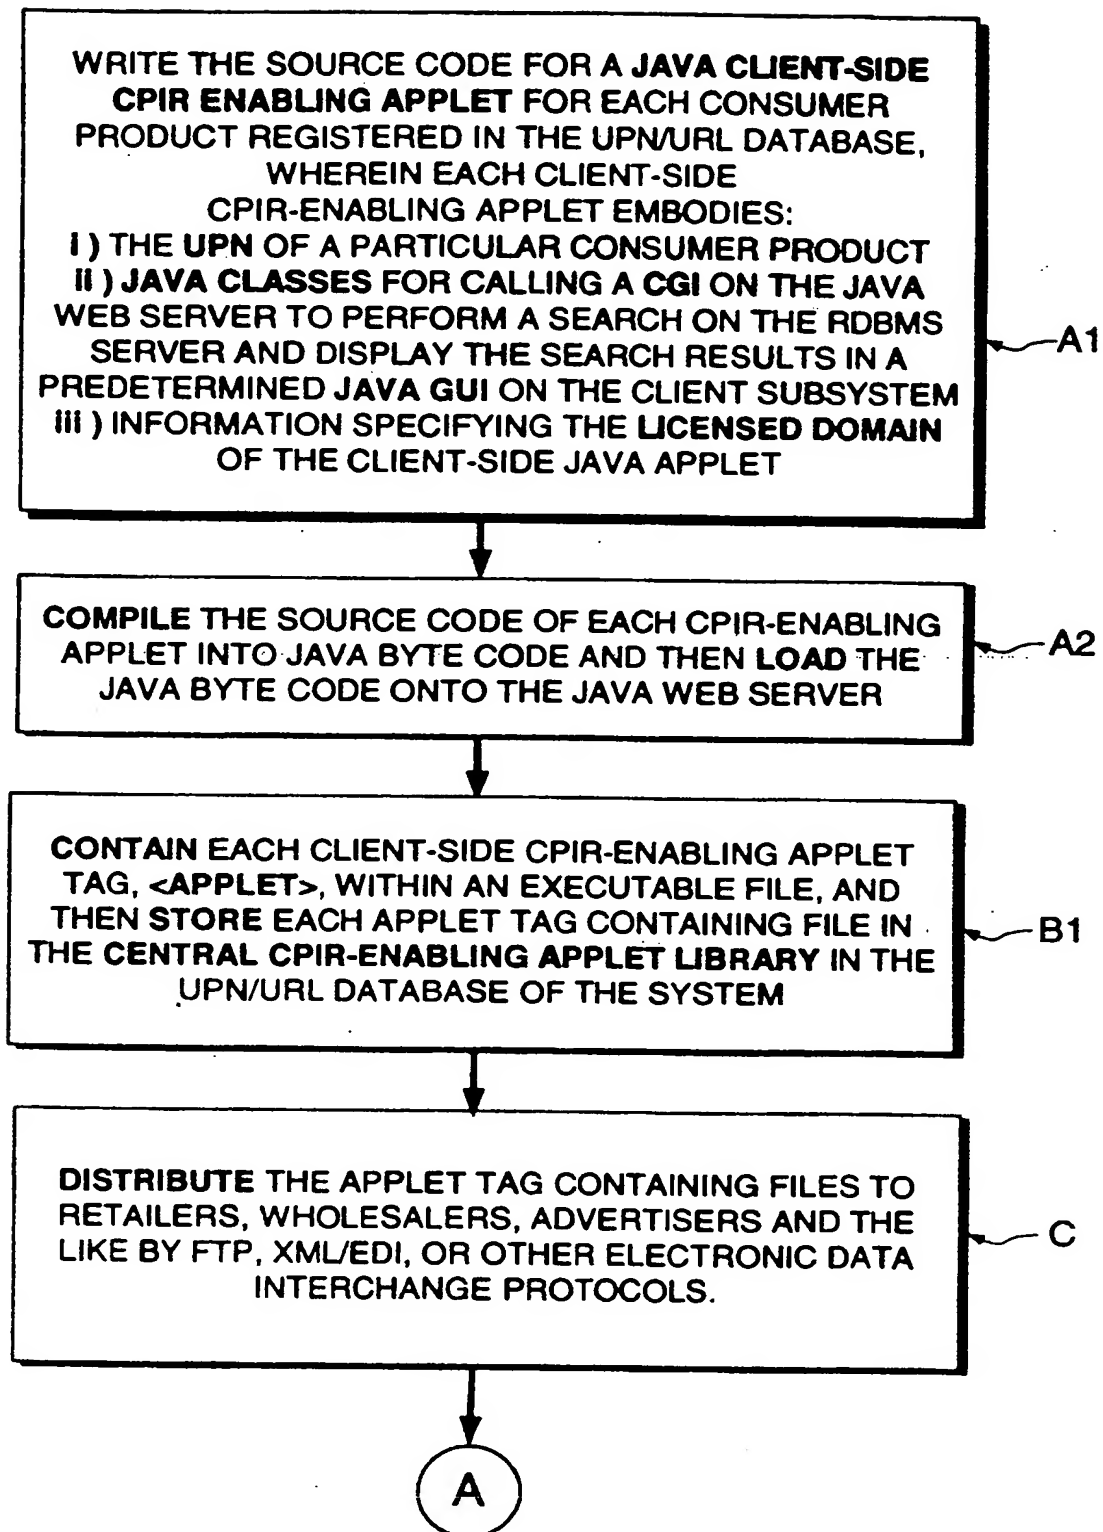 WRITE THE SOURCE CODE FOR A JAVA CLIENT-SIDE
CPIR ENABLING APPLET FOR EACH CONSUMER
PRODUCT REGISTERED IN THE UPN/URL DATABASE,
WHEREIN EACH CLIENT-SIDE
CPIR-ENABLING APPLET EMBODIES:
i ) THE UPN OF A PARTICULAR CONSUMER PRODUCT
ii ) JAVA CLASSES FOR CALLING A CGI ON THE JAVA
WEB SERVER TO PERFORM A SEARCH ON THE RDBMS
SERVER AND DISPLAY THE SEARCH RESULTS IN A
PREDETERMINED JAVA GUI ON THE CLIENT SUBSYSTEM
iii ) INFORMATION SPECIFYING THE LICENSED DOMAIN
OF THE CLIENT-SIDE JAVA APPLET
A1
COMPILE THE SOURCE CODE OF EACH CPIR-ENABLING
APPLET INTO JAVA BYTE CODE AND THEN LOAD THE
JAVA BYTE CODE ONTO THE JAVA WEB SERVER
A2
CONTAIN EACH CLIENT-SIDE CPIR-ENABLING APPLET
TAG, <APPLET>, WITHIN AN EXECUTABLE FILE, AND
THEN STORE EACH APPLET TAG CONTAINING FILE IN
THE CENTRAL CPIR-ENABLING APPLET LIBRARY IN THE
UPN/URL DATABASE OF THE SYSTEM
B1
DISTRIBUTE THE APPLET TAG CONTAINING FILES TO
RETAILERS, WHOLESALERS, ADVERTISERS AND THE
LIKE BY FTP, XML/EDI, OR OTHER ELECTRONIC DATA
INTERCHANGE PROTOCOLS.
C
A